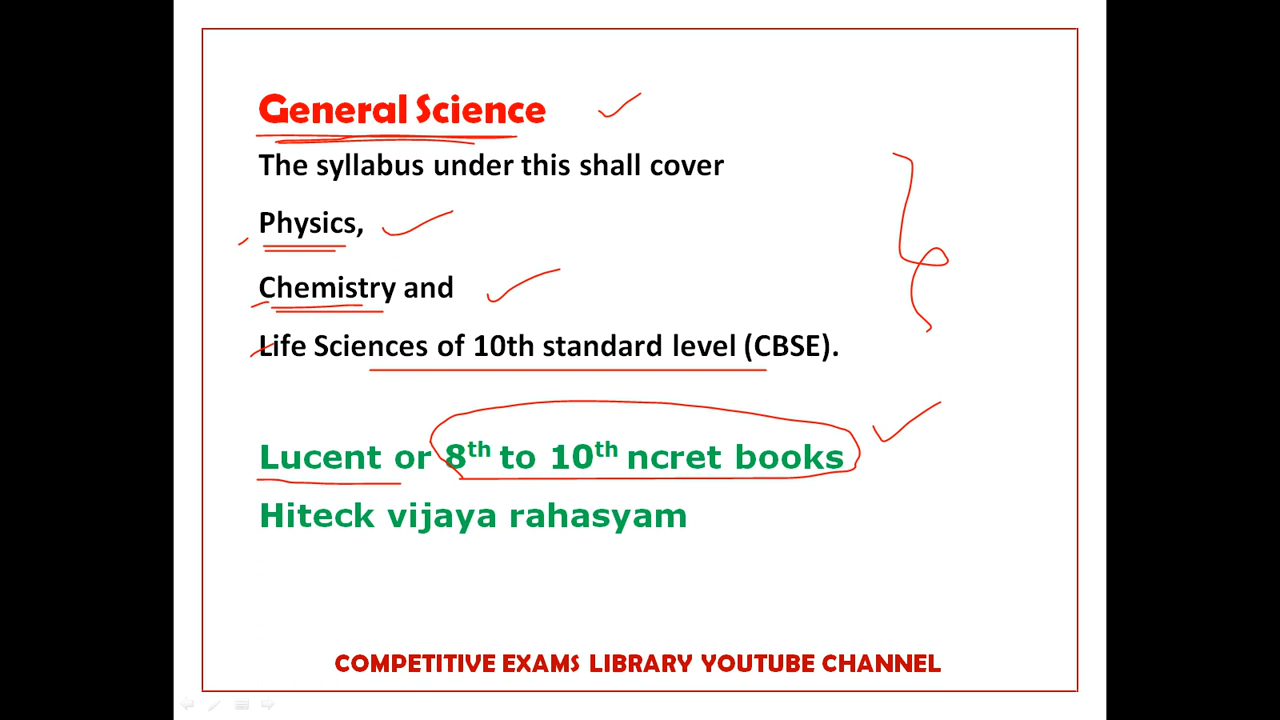 General Science
The syllabus under this shall cover
Physics,
Chemistry and
Life Sciences of 10th standard level (CBSE).
Lucent or 8th to 10th ncret books
Hiteck vijaya rahasyam
COMPETITIVE EXAMS LIBRARY YOUTUBE CHANNEL